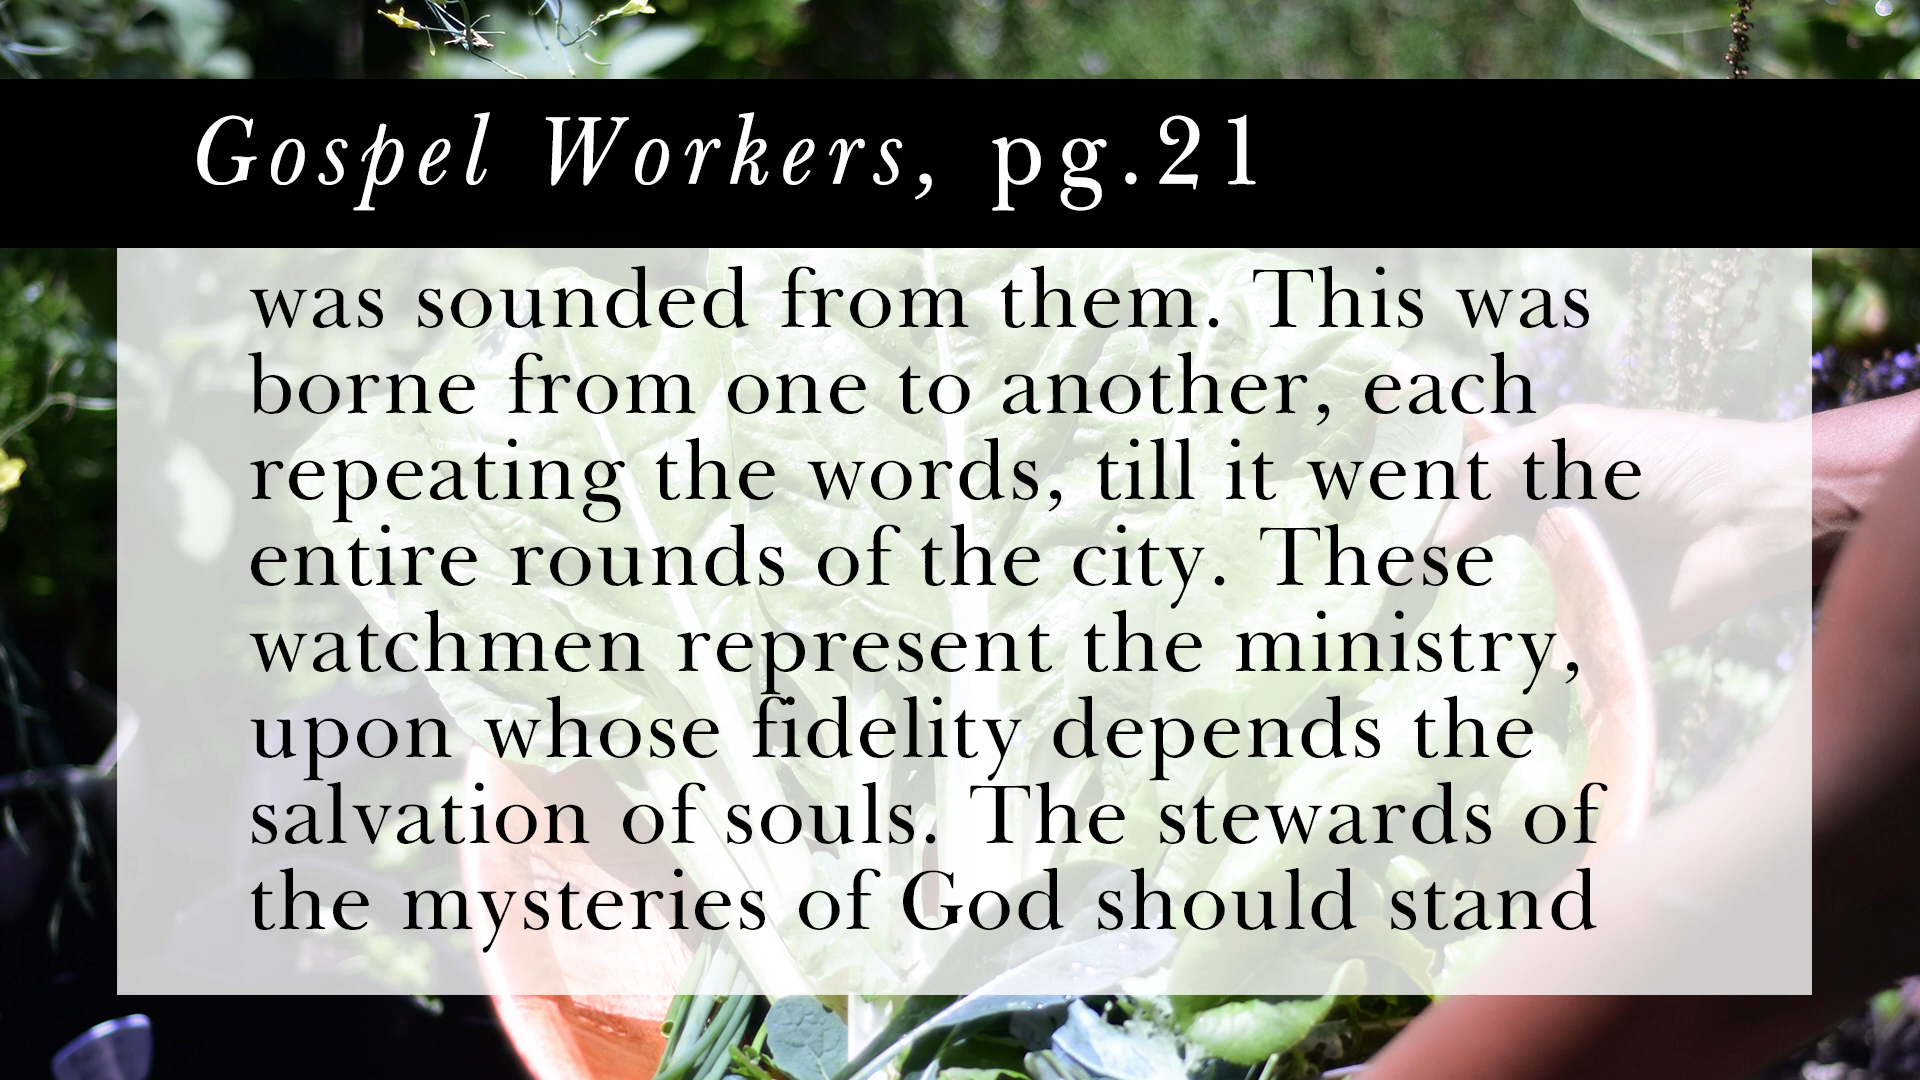 Gospel Workers, pg.21
was sounded from them. This was
borne from one to another, each
repeating the words, till it went the
entire rounds of the city. These
watchmen represent the ministry,
upon whose fidelity depends the
salvation of souls. The stewards of
the mysteries of God should stand